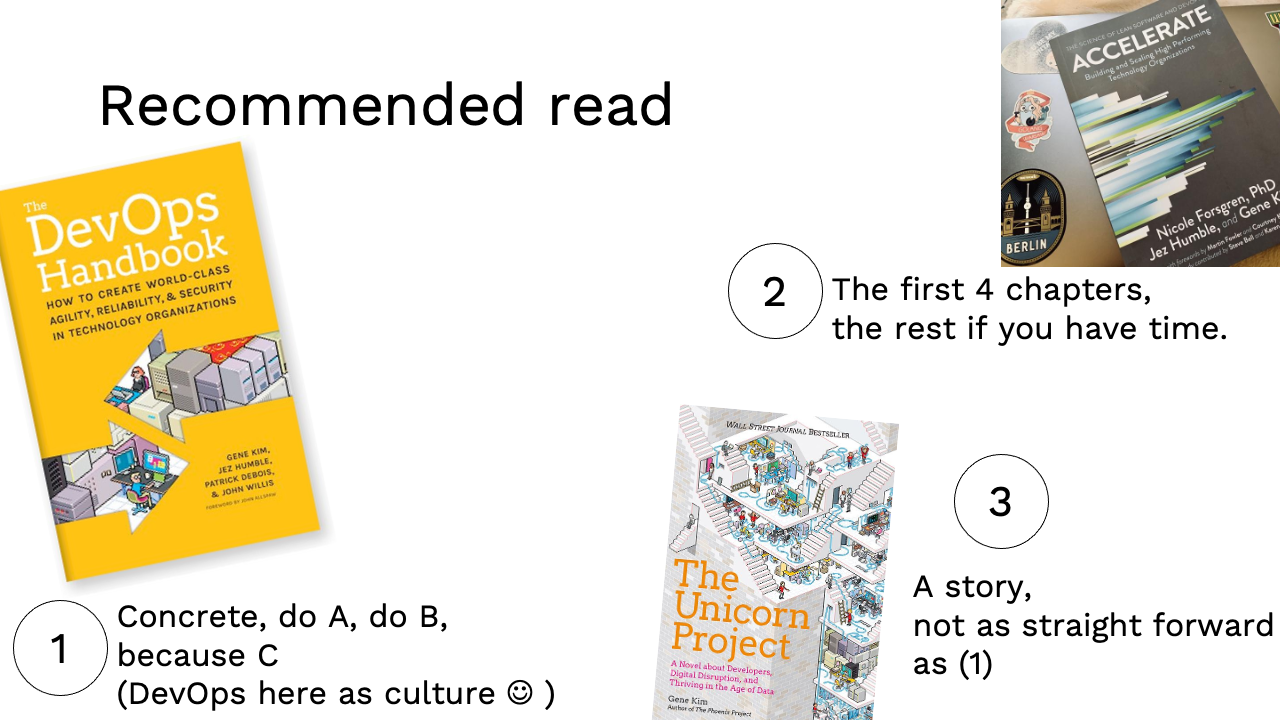 Recommended read
The
DevOps
Handbook
HOW TO CREATE WORLD-CLASS
AGILITY, RELIABILITY, & SECURITY
IN TECHNOLOGY ORGANIZATIONS
GENE KIM,
JEZ HUMBLE,
PATRICK DEBOIS,
& JOHN WILLIS
FOREWORD BY JOHN ALLSPAW
1
Concrete, do A, do B,
because C
(DevOps here as culture ☺ )
THE SCIENCE OF LEAN SOFTWARE AND DEVO
ACCELERATE
Building and Scaling High Performing
Technology Organizations
Nicole Forsgren, PhD
Jez Humble, and Gene K
with forewords by Martin Fowler and Courtney
contributed by Steve Bell and Karen
BERLIN
2
The first 4 chapters,
the rest if you have time.
WALL STREET JOURNAL BESTSELLER
The
Unicorn
Project
A Novel about Developers,
Digital Disruption, and
Thriving in the Age of Data
Gene Kim
Author of The Phoenix Project
3
A story,
not as straight forward
as (1)